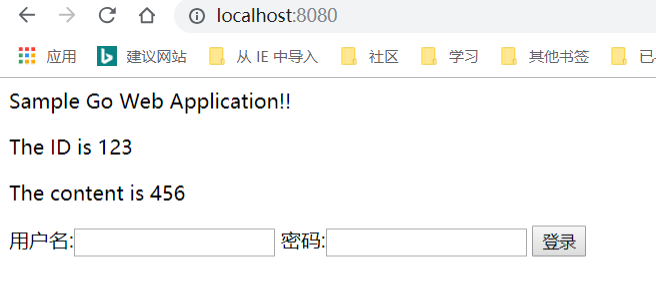 localhost:8080
应用 建议网站 从 IE 中导入 社区 学习 其他书签
Sample Go Web Application!!
The ID is 123
The content is 456
用户名: 密码: 登录